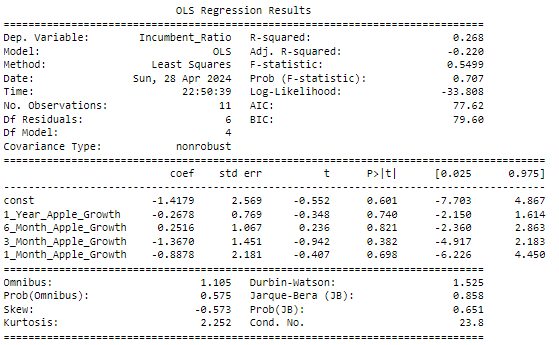 OLS Regression Results
==============================================================================
Dep. Variable: Incumbent_Ratio R-squared: 0.268
Model: OLS Adj. R-squared: -0.220
Method: Least Squares F-statistic: 0.5499
Date: Sun, 28 Apr 2024 Prob (F-statistic): 0.707
Time: 22:50:39 Log-Likelihood: -33.808
No. Observations: 11 AIC: 77.62
Df Residuals: 6 BIC: 79.60
Df Model: 4
Covariance Type: nonrobust
========================================================================================
coef std err t P>|t| [0.025 0.975]
----------------------------------------------------------------------------------------
const -1.4179 2.569 -0.552 0.601 -7.703 4.867
1_Year_Apple_Growth -0.2678 0.769 -0.348 0.740 -2.150 1.614
6_Month_Apple_Growth 0.2516 1.067 0.236 0.821 -2.360 2.863
3_Month_Apple_Growth -1.3670 1.451 -0.942 0.382 -4.917 2.183
1_Month_Apple_Growth -0.8878 2.181 -0.407 0.698 -6.226 4.450
==============================================================================
Omnibus: 1.105 Durbin-Watson: 1.525
Prob(Omnibus): 0.575 Jarque-Bera (JB): 0.858
Skew: -0.573 Prob(JB): 0.651
Kurtosis: 2.252 Cond. No. 23.8
==============================================================================